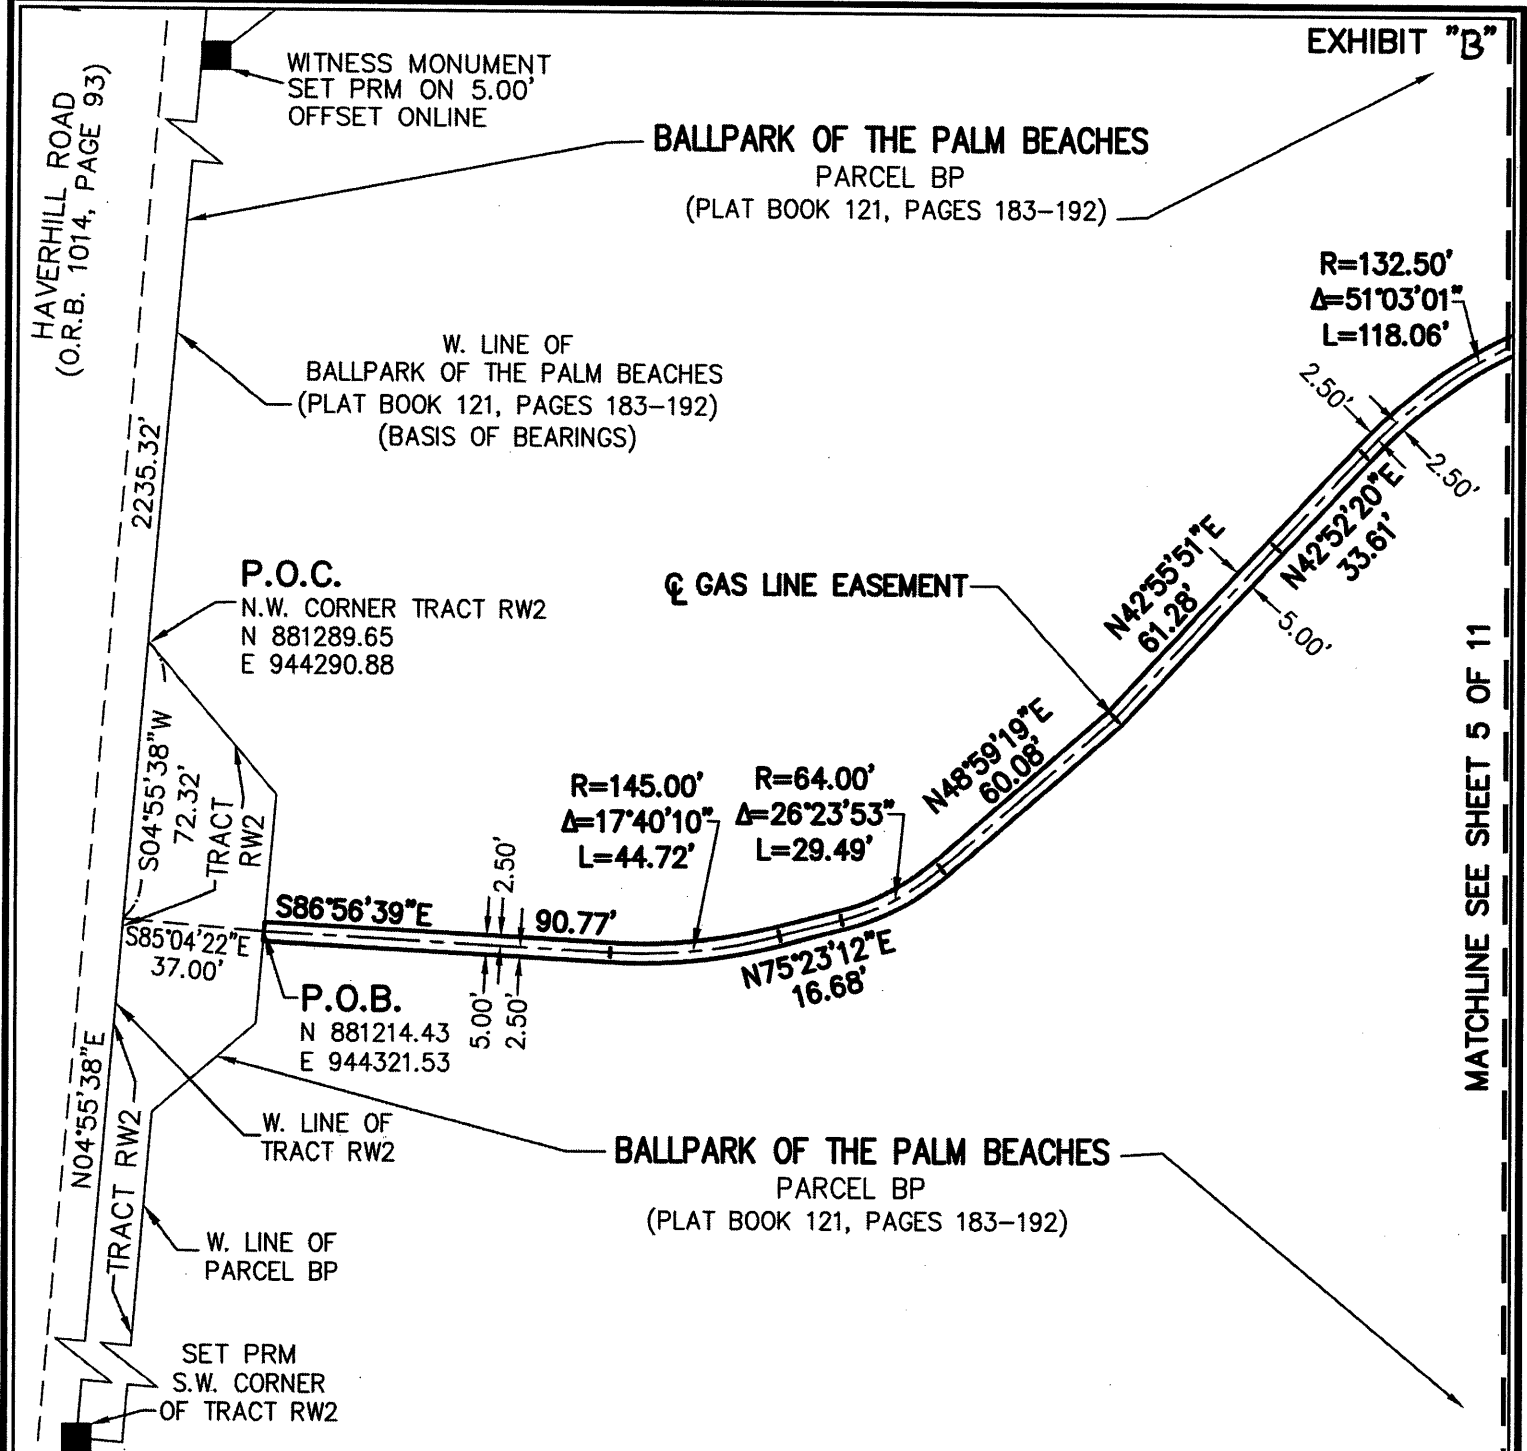 EXHIBIT "B"
WITNESS MONUMENT
SET PRM ON 5.00'
OFFSET ONLINE
HAVERHILL ROAD
(O.R.B. 1014, PAGE 93)
BALLPARK OF THE PALM BEACHES
PARCEL BP
(PLAT BOOK 121, PAGES 183-192)
R=132.50'
Δ=51°03'01"
L=118.06'
W. LINE OF
BALLPARK OF THE PALM BEACHES
(PLAT BOOK 121, PAGES 183-192)
(BASIS OF BEARINGS)
2.50'
2.50'
2235.32'
N42°52'20"E
33.61'
P.O.C.
N.W. CORNER TRACT RW2
N 881289.65
E 944290.88
℄ GAS LINE EASEMENT
N42°55'51"E
61.28'
5.00'
MATCHLINE SEE SHEET 5 OF 11
S04°55'38"W
72.32'
TRACT
RW2
N48°59'19"E
60.08'
R=145.00'
Δ=17°40'10"
L=44.72'
R=64.00'
Δ=26°23'53"
L=29.49'
2.50'
S86°56'39"E
90.77'
S85°04'22"E
37.00'
N75°23'12"E
16.68'
P.O.B.
N 881214.43
E 944321.53
5.00'
2.50'
N04°55'38"E
W. LINE OF
TRACT RW2
TRACT RW2
BALLPARK OF THE PALM BEACHES
PARCEL BP
(PLAT BOOK 121, PAGES 183-192)
W. LINE OF
PARCEL BP
SET PRM
S.W. CORNER
OF TRACT RW2